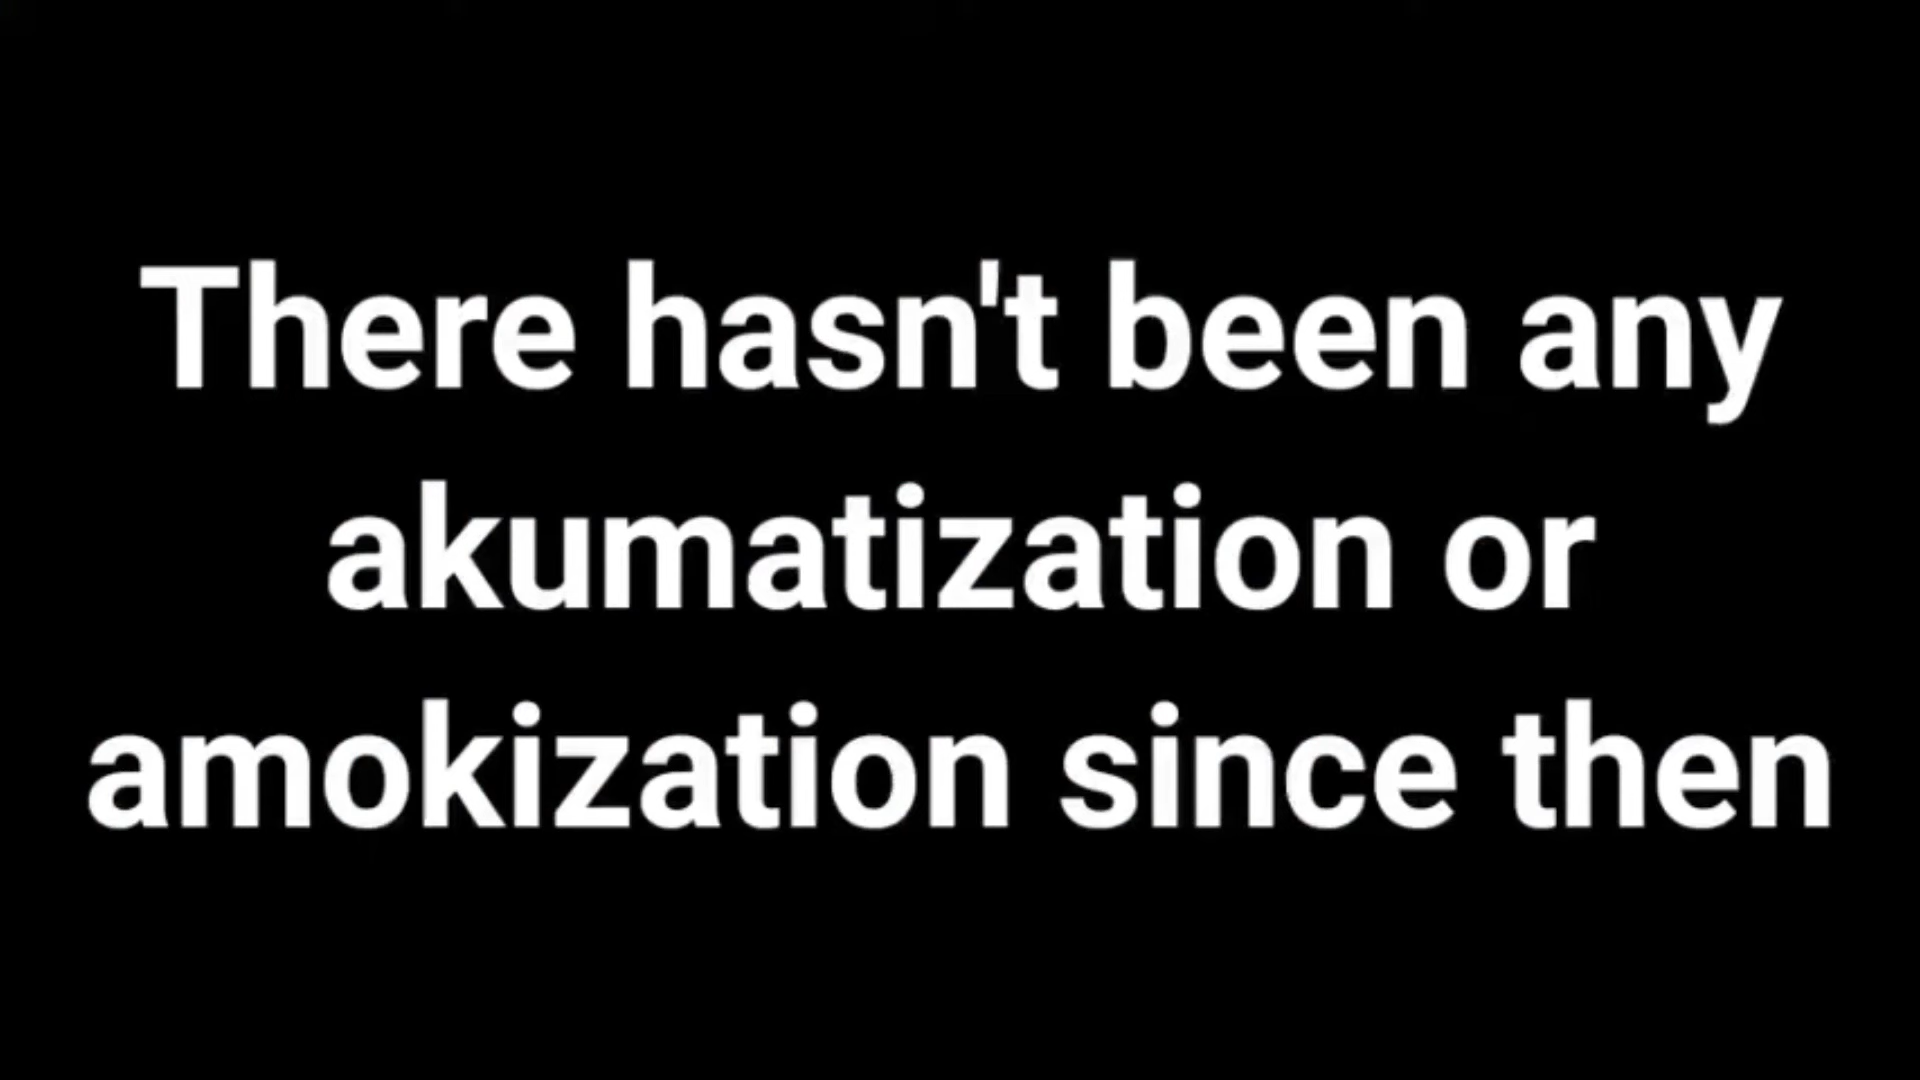 There hasn't been any
akumatization or
amokization since then